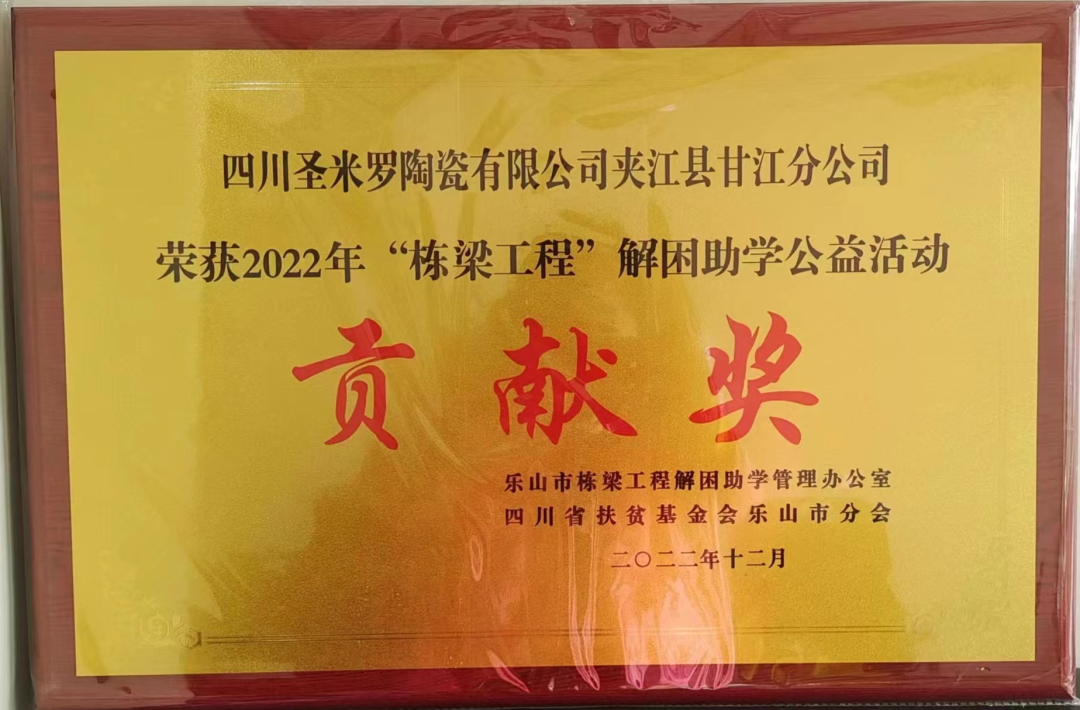 四川圣米罗陶瓷有限公司夹江县甘江分公司
荣获2022年“栋梁工程”解困助学公益活动
贡献奖
乐山市栋梁工程解困助学管理办公室
四川省扶贫基金会乐山市分会
二〇二二年十二月